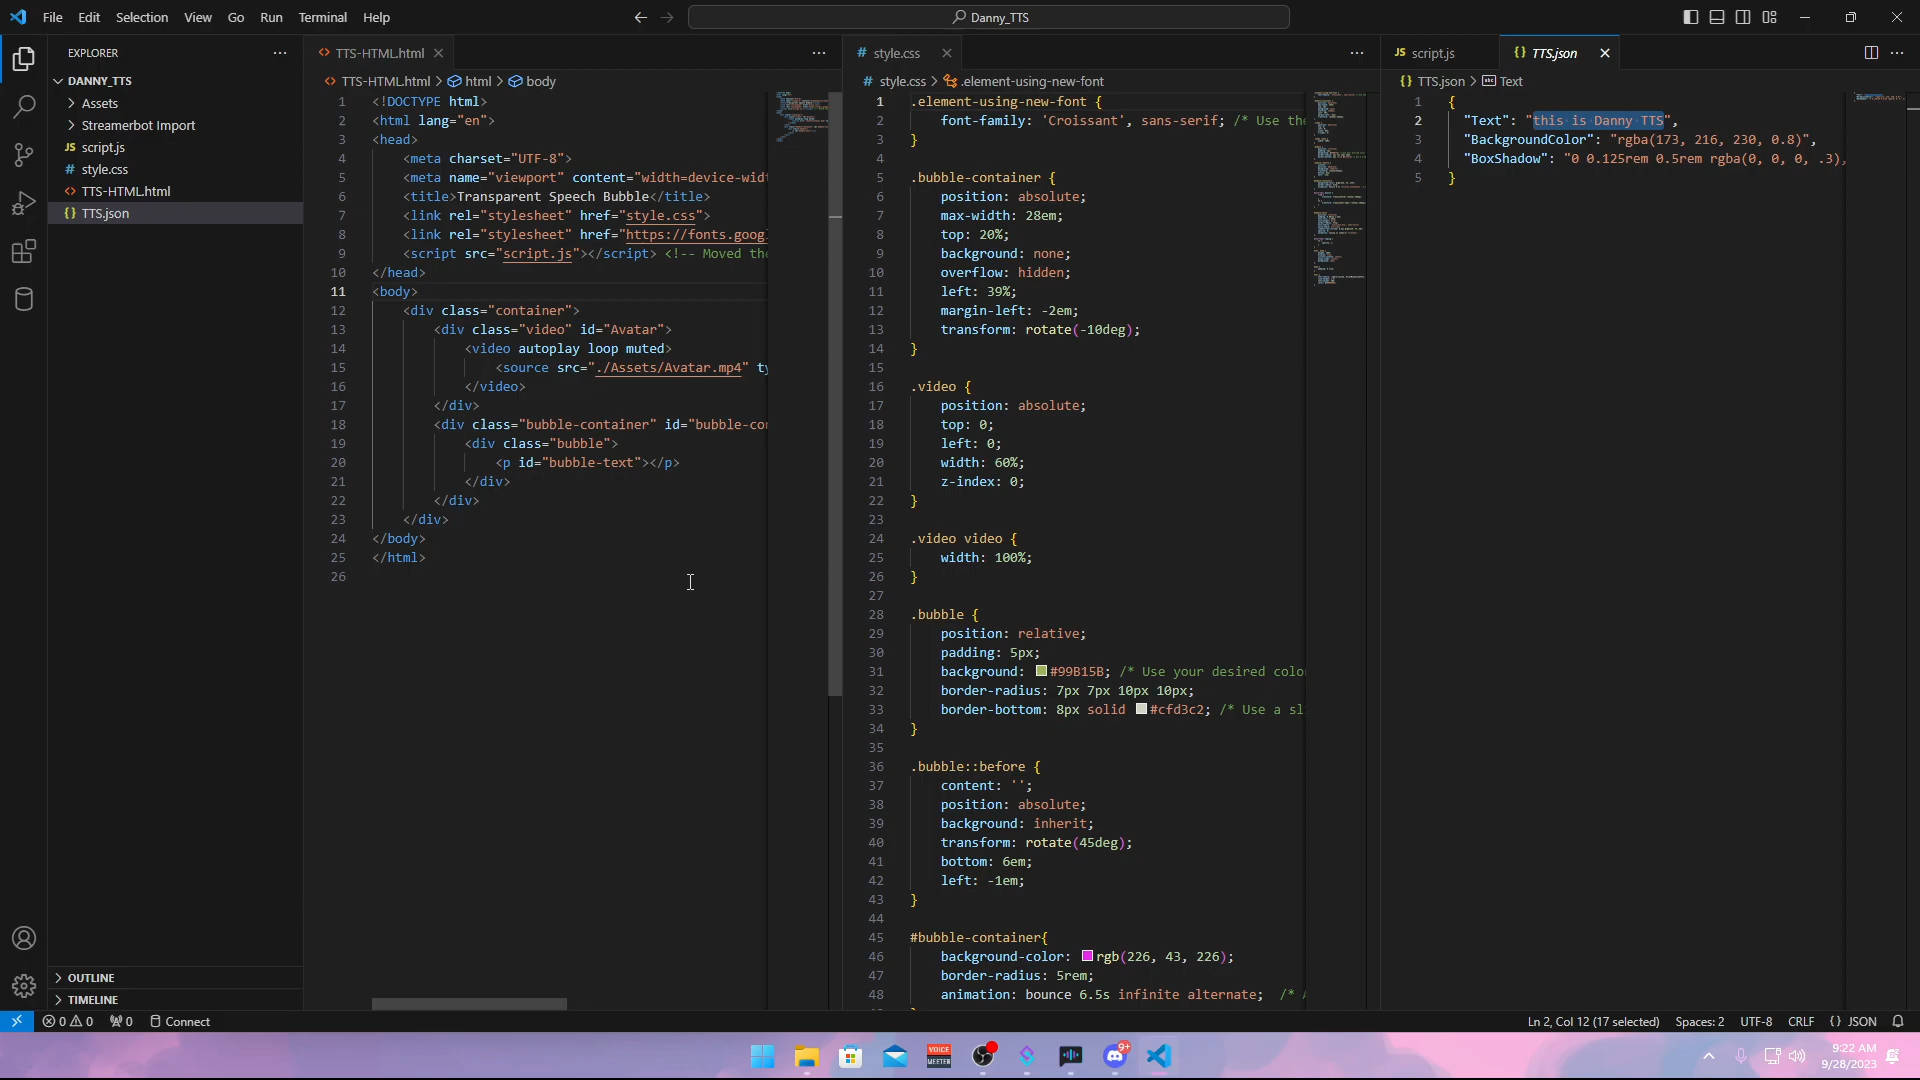 File Edit Selection View Go Run Terminal Help
Danny_TTS
EXPLORER
DANNY_TTS
Assets
Streamerbot Import
JS script.js
# style.css
<> TTS-HTML.html
{} TTS.json
OUTLINE
TIMELINE
<> TTS-HTML.html
<> TTS-HTML.html > html > body
1 <!DOCTYPE html>
2 <html lang="en">
3 <head>
4 <meta charset="UTF-8">
5 <meta name="viewport" content="width=device-widt
6 <title>Transparent Speech Bubble</title>
7 <link rel="stylesheet" href="style.css">
8 <link rel="stylesheet" href="https://fonts.goog
9 <script src="script.js"></script> <!-- Moved the
10 </head>
11 <body>
12 <div class="container">
13 <div class="video" id="Avatar">
14 <video autoplay loop muted>
15 <source src="./Assets/Avatar.mp4" ty
16 </video>
17 </div>
18 <div class="bubble-container" id="bubble-co
19 <div class="bubble">
20 <p id="bubble-text"></p>
21 </div>
22 </div>
23 </div>
24 </body>
25 </html>
26
# style.css
# style.css > .element-using-new-font
1 .element-using-new-font {
2 font-family: 'Croissant', sans-serif; /* Use the
3 }
4
5 .bubble-container {
6 position: absolute;
7 max-width: 28em;
8 top: 20%;
9 background: none;
10 overflow: hidden;
11 left: 39%;
12 margin-left: -2em;
13 transform: rotate(-10deg);
14 }
15
16 .video {
17 position: absolute;
18 top: 0;
19 left: 0;
20 width: 60%;
21 z-index: 0;
22 }
23
24 .video video {
25 width: 100%;
26 }
27
28 .bubble {
29 position: relative;
30 padding: 5px;
31 background: #99B15B; /* Use your desired colo
32 border-radius: 7px 7px 10px 10px;
33 border-bottom: 8px solid #cfd3c2; /* Use a sl
34 }
35
36 .bubble::before {
37 content: '';
38 position: absolute;
39 background: inherit;
40 transform: rotate(45deg);
41 bottom: 6em;
42 left: -1em;
43 }
44
45 #bubble-container{
46 background-color: rgb(226, 43, 226);
47 border-radius: 5rem;
48 animation: bounce 6.5s infinite alternate; /*
JS script.js
{} TTS.json
{} TTS.json > abc Text
1 {
2 "Text": "this is Danny TTS",
3 "BackgroundColor": "rgba(173, 216, 230, 0.8)",
4 "BoxShadow": "0 0.125rem 0.5rem rgba(0, 0, 0, .3),
5 }
0 0 0 Connect
Ln 2, Col 12 (17 selected) Spaces: 2 UTF-8 CRLF {} JSON
VOICE
MEETER
9+
9:22 AM
9/28/2023